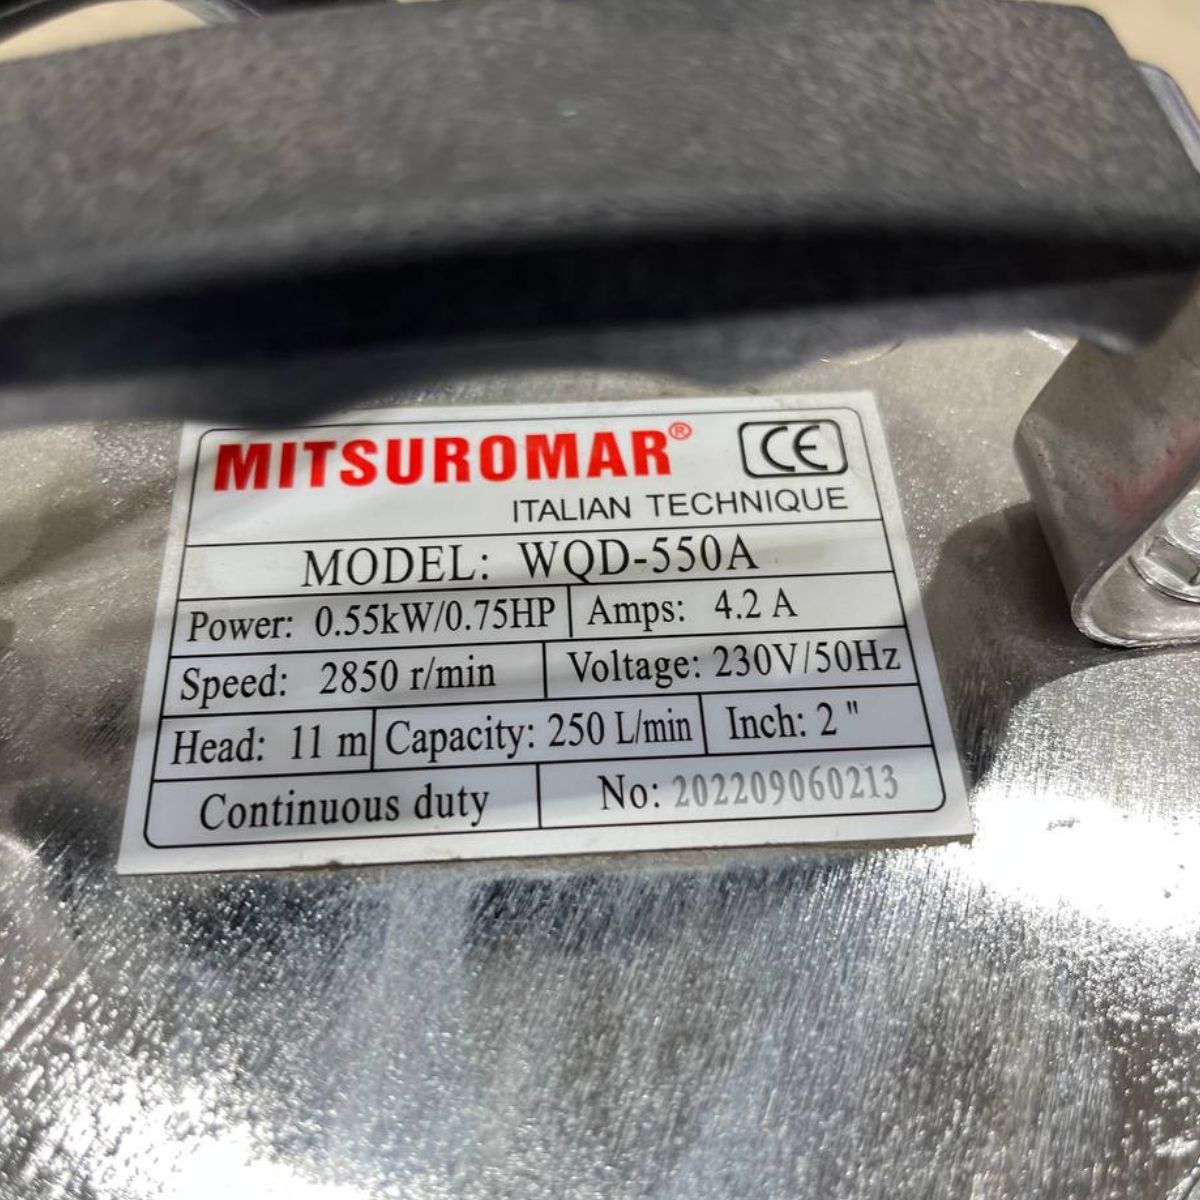 MITSUROMAR® CE
ITALIAN TECHNIQUE
MODEL: WQD-550A
Power: 0.55kW/0.75HP Amps: 4.2 A
Speed: 2850 r/min Voltage: 230V/50Hz
Head: 11 m Capacity: 250 L/min Inch: 2 "
Continuous duty No: 202209060213